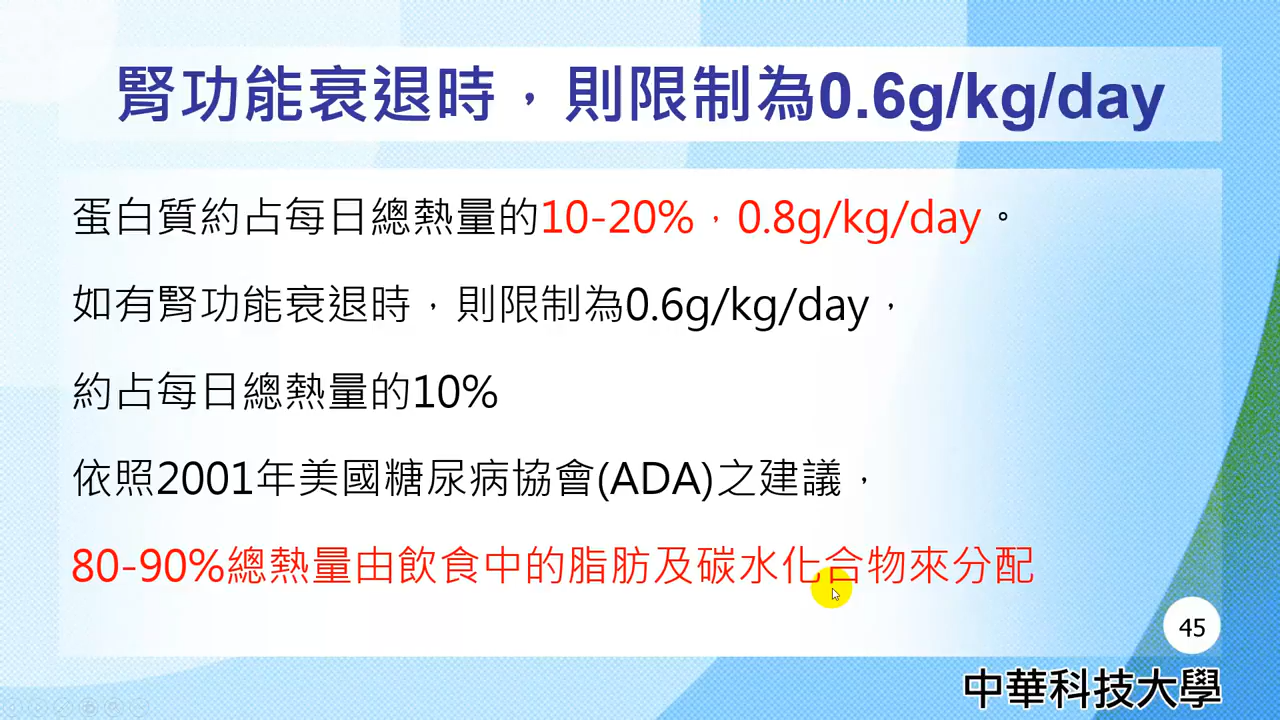 腎功能衰退時，則限制為0.6g/kg/day
蛋白質約占每日總熱量的10-20%，0.8g/kg/day。
如有腎功能衰退時，則限制為0.6g/kg/day，
約占每日總熱量的10%
依照2001年美國糖尿病協會(ADA)之建議，
80-90%總熱量由飲食中的脂肪及碳水化合物來分配
45
中華科技大學